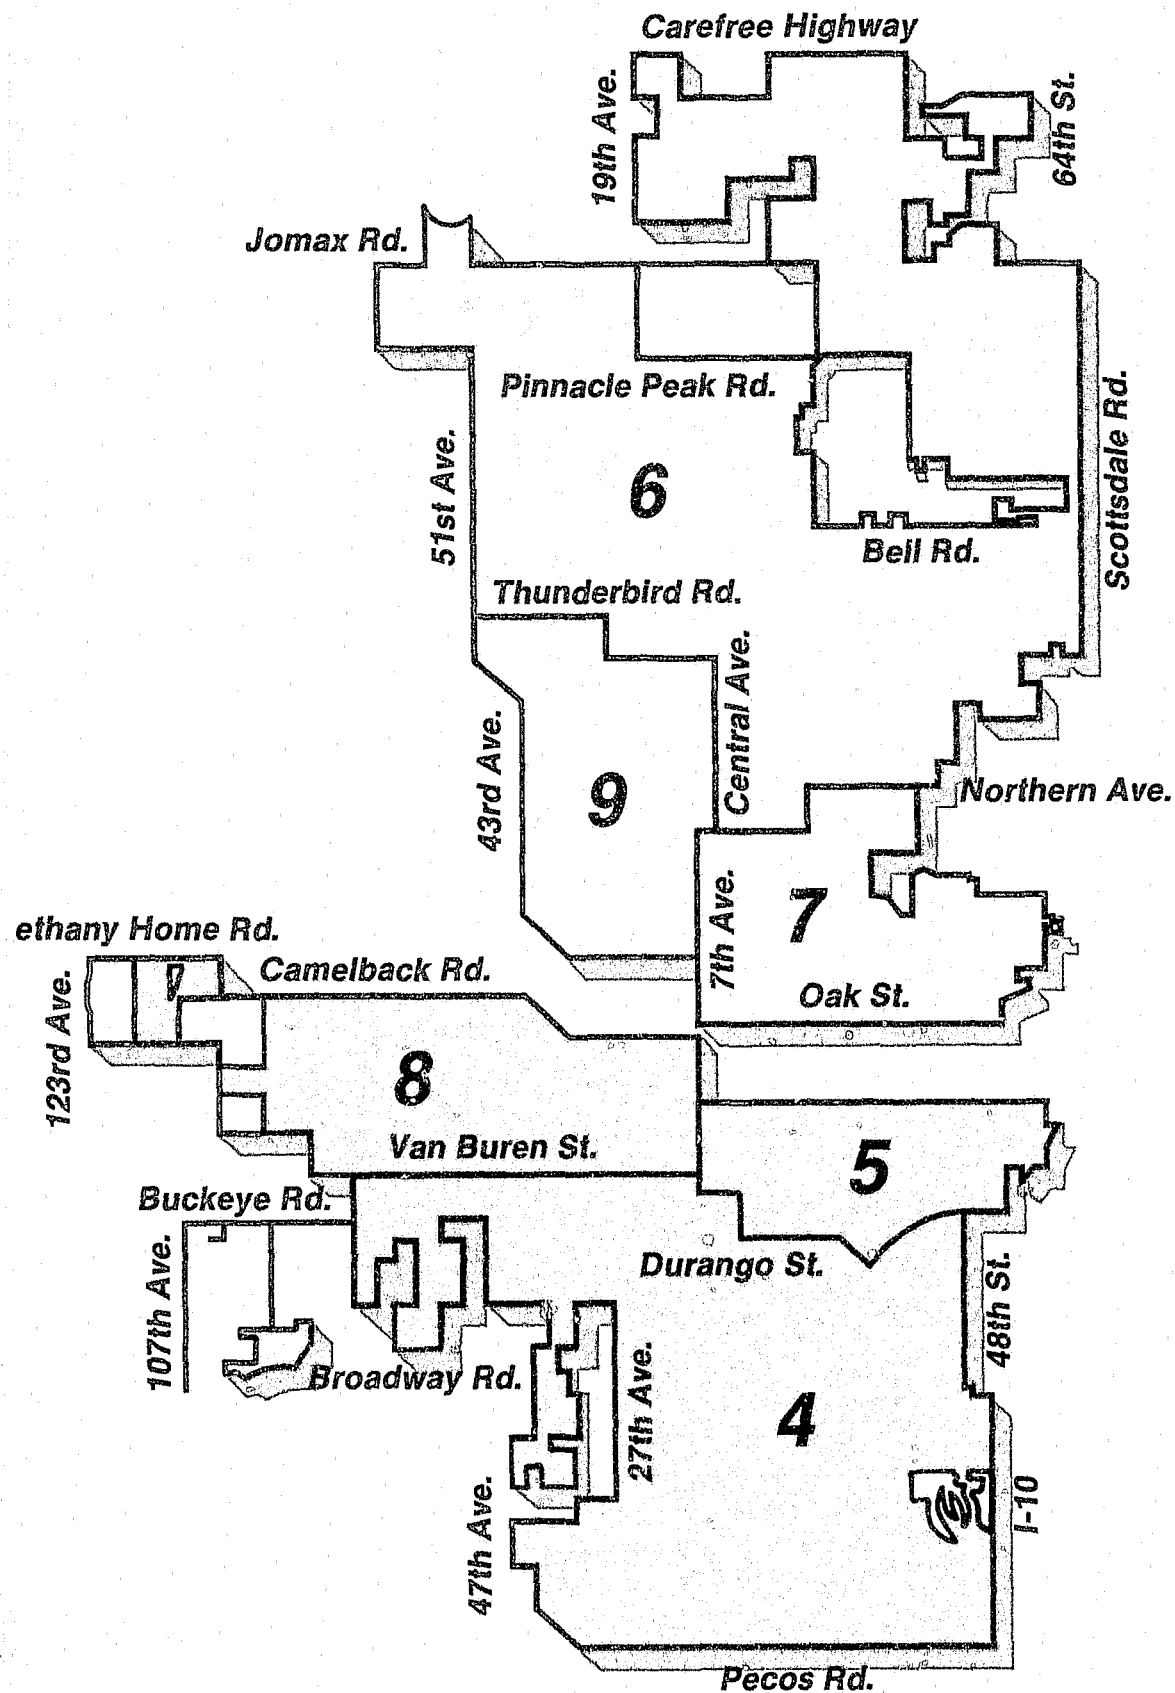 Carefree Highway
19th Ave.
64th St.
Jomax Rd.
Pinnacle Peak Rd.
51st Ave.
6
Scottsdale Rd.
Bell Rd.
Thunderbird Rd.
Central Ave.
43rd Ave.
9
Northern Ave.
7th Ave.
7
ethany Home Rd.
Camelback Rd.
Oak St.
123rd Ave.
8
Van Buren St.
5
Buckeye Rd.
107th Ave.
Durango St.
48th St.
Broadway Rd.
27th Ave.
4
47th Ave.
I-10
Pecos Rd.